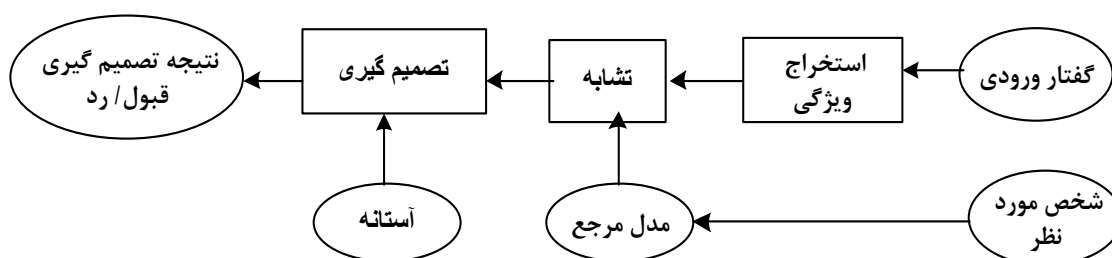 گفتار ورودی
استخراج
ویژگی
تشابه
تصمیم گیری
نتیجه تصمیم گیری
قبول/ رد
شخص مورد
نظر
مدل مرجع
آستانه